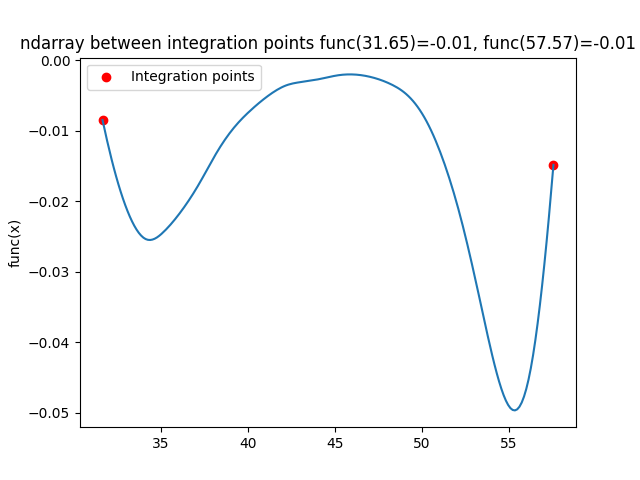 ndarray between integration points func(31.65)=-0.01, func(57.57)=-0.01
Integration points
0.00
−0.01
−0.02
−0.03
−0.04
−0.05
func(x)
35 40 45 50 55